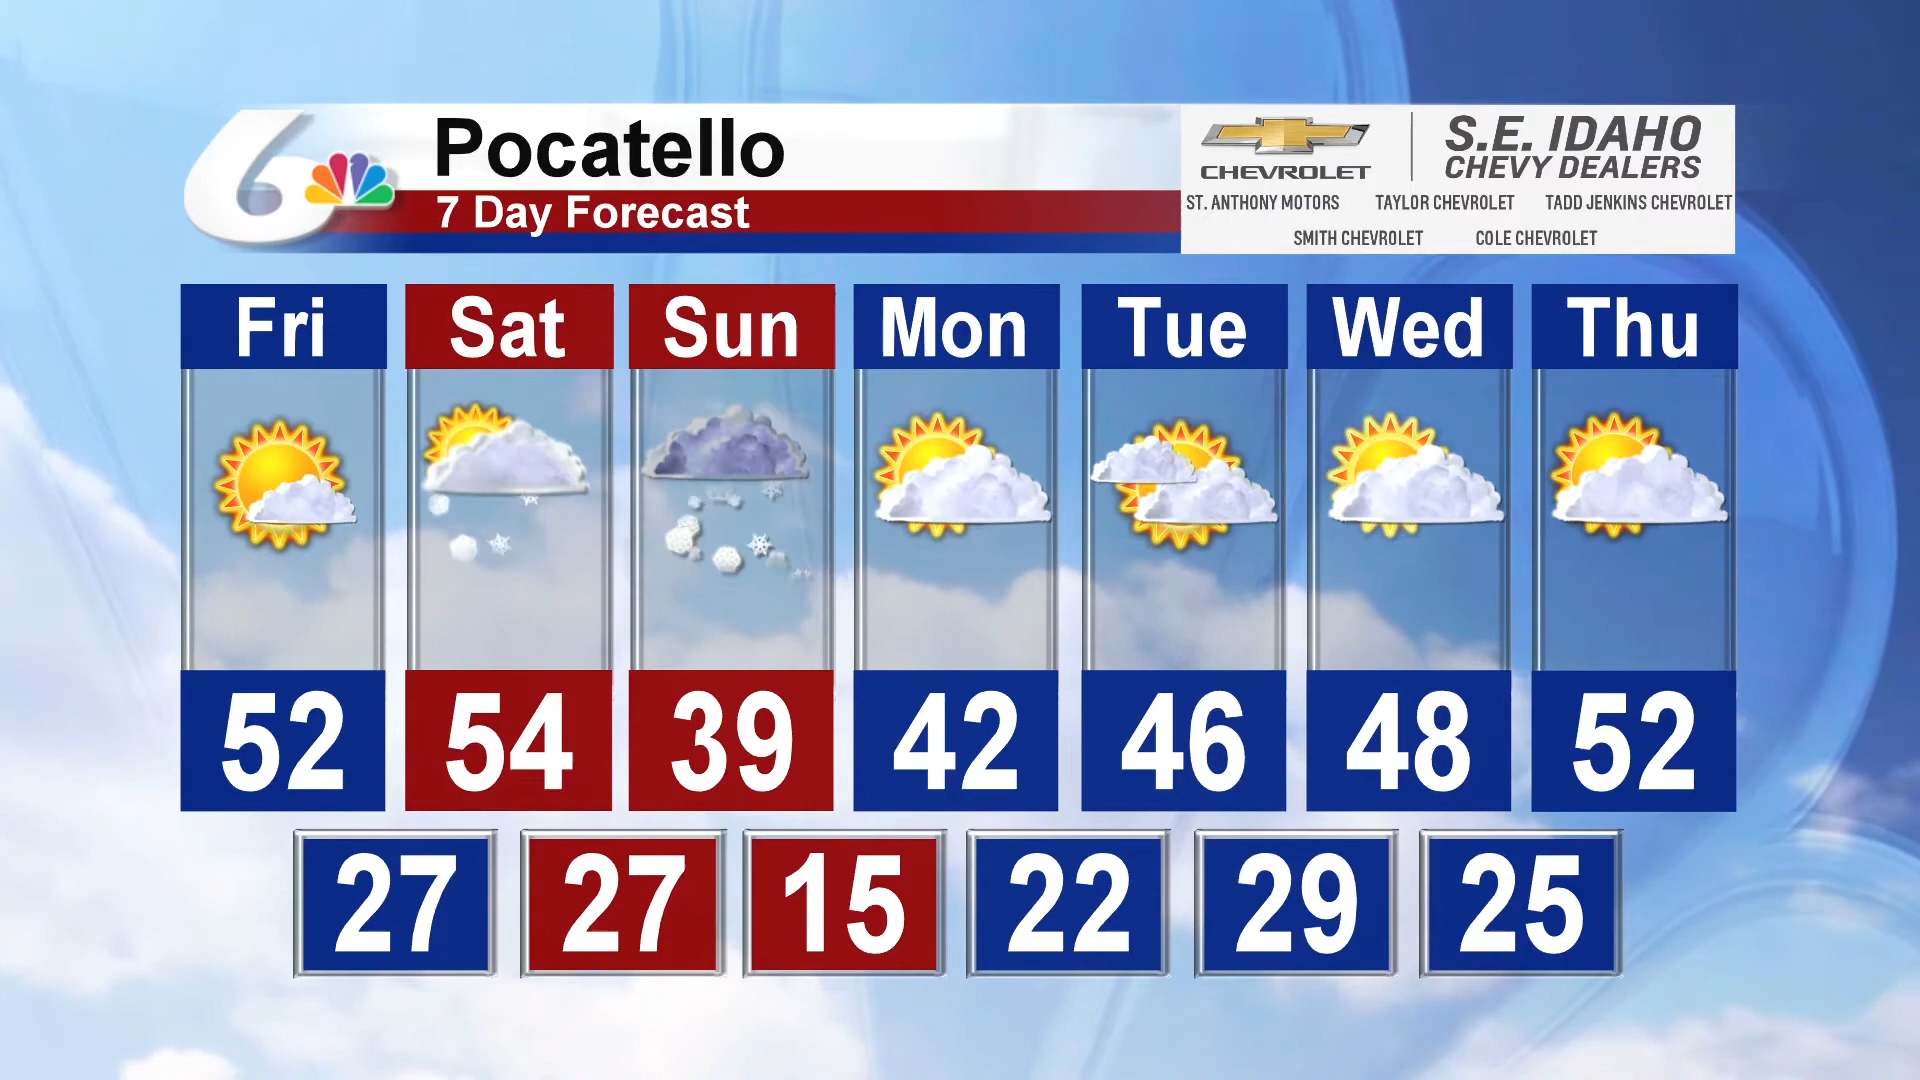 6
Pocatello
7 Day Forecast
CHEVROLET
S.E. IDAHO
CHEVY DEALERS
ST. ANTHONY MOTORS TAYLOR CHEVROLET TADD JENKINS CHEVROLET
SMITH CHEVROLET COLE CHEVROLET
Fri Sat Sun Mon Tue Wed Thu
52 54 39 42 46 48 52
27 27 15 22 29 25